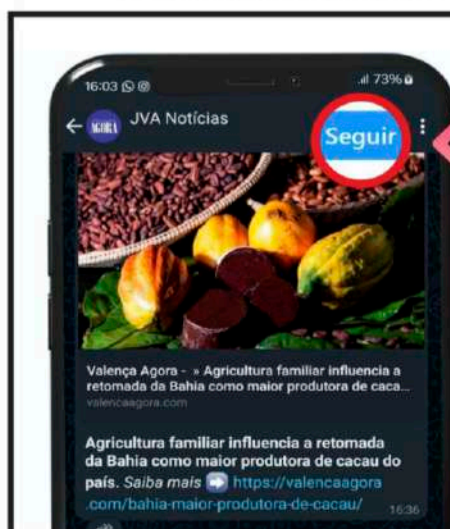 16:03
73%
AGORA
JVA Notícias
Seguir
Valença Agora - » Agricultura familiar influencia a
retomada da Bahia como maior produtora de caca...
valencaagora.com
Agricultura familiar influencia a retomada
da Bahia como maior produtora de cacau do
país. Saiba mais ➡️ https://valencaagora
.com/bahia-maior-produtora-de-cacau/
16:36